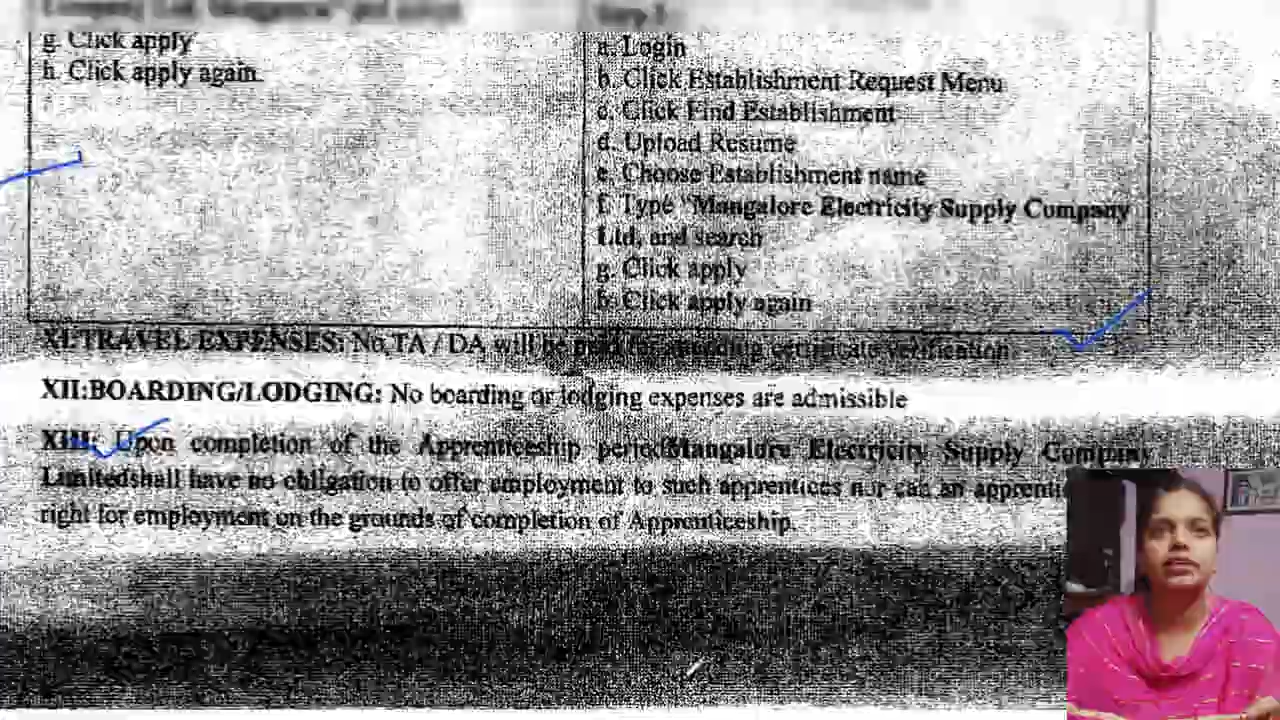 g. Click apply
h. Click apply again.
a. Login
b. Click Establishment Request Menu
c. Click Find Establishment
d. Upload Resume
e. Choose Establishment name
f. Type "Mangalore Electricity Supply Company
Ltd, and search
g. Click apply
h. Click apply again
XI:TRAVEL EXPENSES: No TA / DA will be paid for attending certificate verification.
XII:BOARDING/LODGING: No boarding or lodging expenses are admissible
XIII: Upon completion of the Apprenticeship period Mangalore Electricity Supply Company
Limitedshall have no obligation to offer employment to such apprentices nor can an
right for employment on the grounds of completion of Apprenticeship.